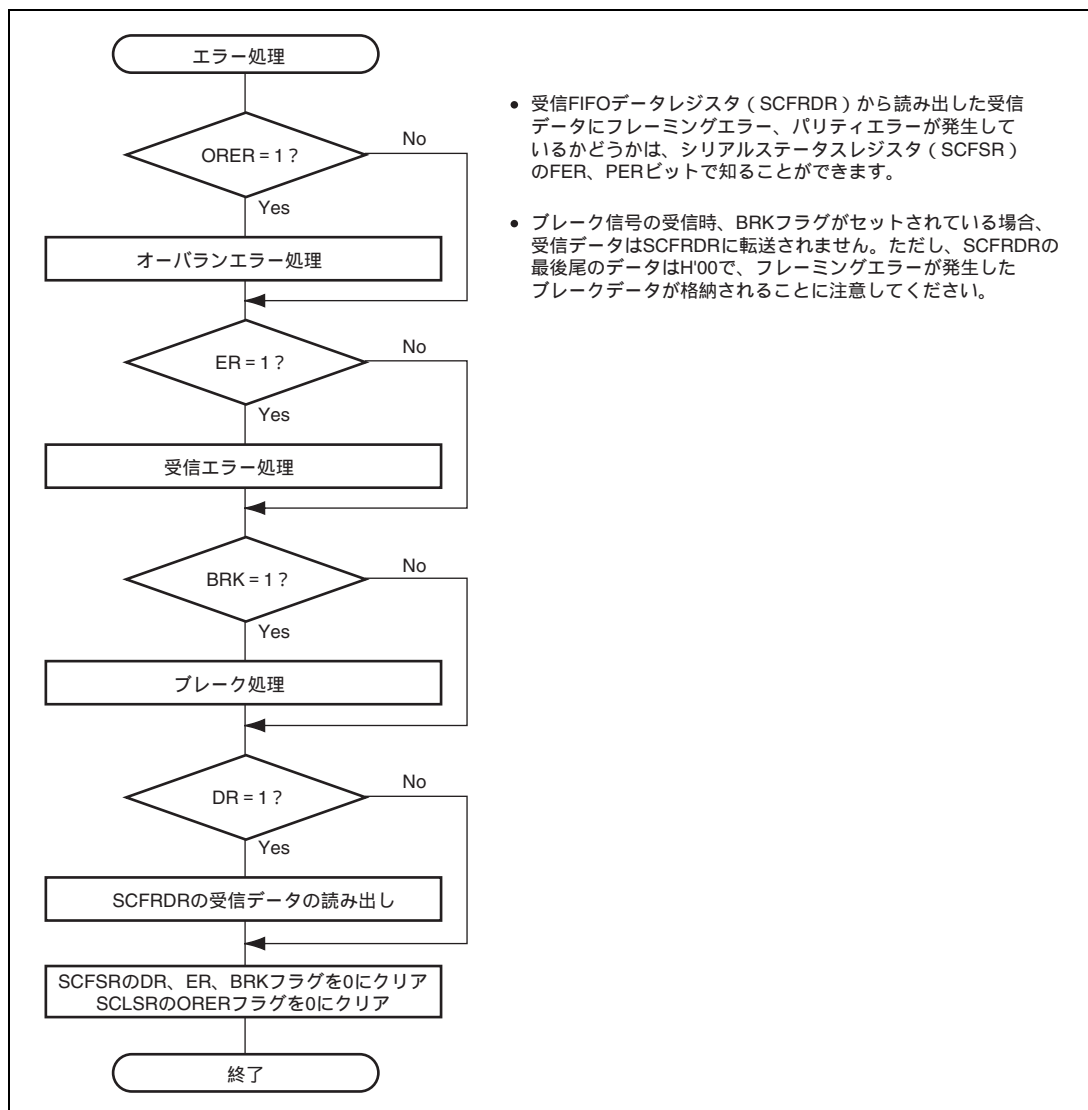 エラー処理
ORER = 1 ?
No
Yes
オーバランエラー処理
ER = 1 ?
No
Yes
受信エラー処理
BRK = 1 ?
No
Yes
ブレーク処理
DR = 1 ?
No
Yes
SCFRDRの受信データの読み出し
SCFSRのDR、ER、BRKフラグを0にクリア
SCLSRのORERフラグを0にクリア
終了
● 受信FIFOデータレジスタ（SCFRDR）から読み出した受信
データにフレーミングエラー、パリティエラーが発生して
いるかどうかは、シリアルステータスレジスタ（SCFSR）
のFER、PERビットで知ることができます。
● ブレーク信号の受信時、BRKフラグがセットされている場合、
受信データはSCFRDRに転送されません。ただし、SCFRDRの
最後尾のデータはH'00で、フレーミングエラーが発生した
ブレークデータが格納されることに注意してください。